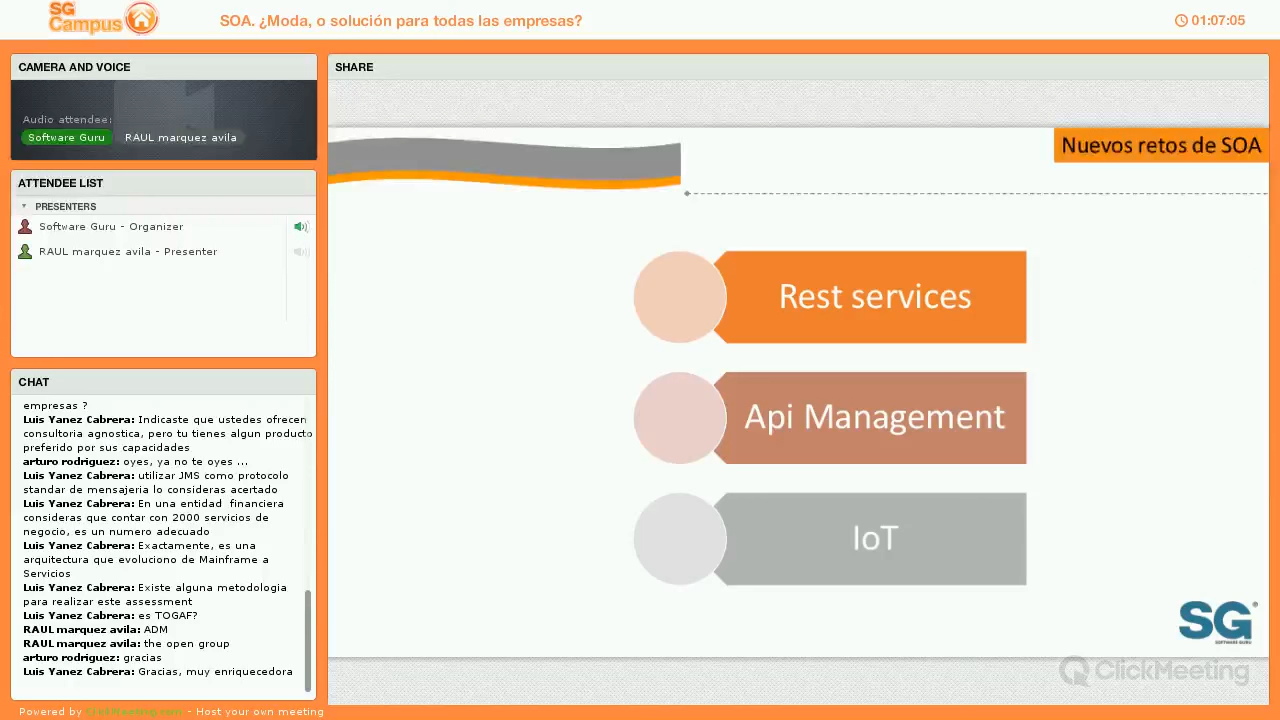 SG
Campus
SOA. ¿Moda, o solución para todas las empresas?
01:07:05
CAMERA AND VOICE
Audio attendee:
Software Guru
RAUL marquez avila
ATTENDEE LIST
PRESENTERS
Software Guru - Organizer
RAUL marquez avila - Presenter
CHAT
empresas ?
Luis Yanez Cabrera: Indicaste que ustedes ofrecen
consultoria agnostica, pero tu tienes algun producto
preferido por sus capacidades
arturo rodriguez: oyes, ya no te oyes ...
Luis Yanez Cabrera: utilizar JMS como protocolo
standar de mensajeria lo consideras acertado
Luis Yanez Cabrera: En una entidad financiera
consideras que contar con 2000 servicios de
negocio, es un numero adecuado
Luis Yanez Cabrera: Exactamente, es una
arquitectura que evoluciono de Mainframe a
Servicios
Luis Yanez Cabrera: Existe alguna metodologia
para realizar este assessment
Luis Yanez Cabrera: es TOGAF?
RAUL marquez avila: ADM
RAUL marquez avila: the open group
arturo rodriguez: gracias
Luis Yanez Cabrera: Gracias, muy enriquecedora
Powered by ClickMeeting.com - Host your own meeting
SHARE
Nuevos retos de SOA
Rest services
Api Management
IoT
SG
SOFTWARE GURU
ClickMeeting